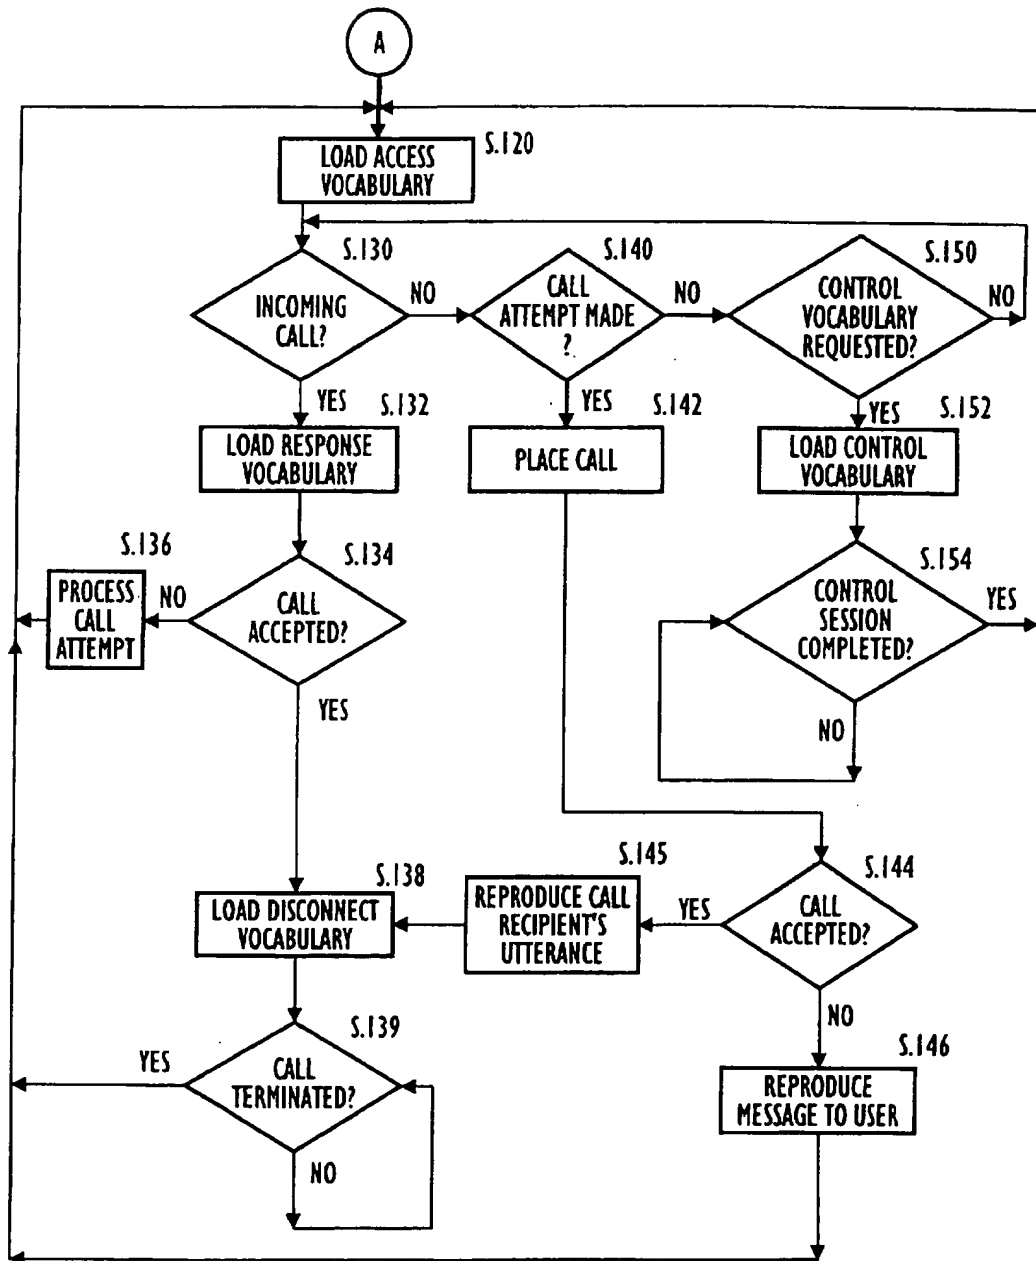 A
S.120
LOAD ACCESS
VOCABULARY
S.130
INCOMING
CALL?
NO
YES
S.140
CALL
ATTEMPT MADE
?
NO
YES
S.150
CONTROL
VOCABULARY
REQUESTED?
NO
YES
S.132
LOAD RESPONSE
VOCABULARY
S.142
PLACE CALL
S.152
LOAD CONTROL
VOCABULARY
S.136
PROCESS
CALL
ATTEMPT
NO
S.134
CALL
ACCEPTED?
YES
S.154
CONTROL
SESSION
COMPLETED?
YES
NO
S.138
LOAD DISCONNECT
VOCABULARY
S.145
REPRODUCE CALL
RECIPIENT'S
UTTERANCE
YES
S.144
CALL
ACCEPTED?
NO
S.139
YES
CALL
TERMINATED?
NO
S.146
REPRODUCE
MESSAGE TO USER